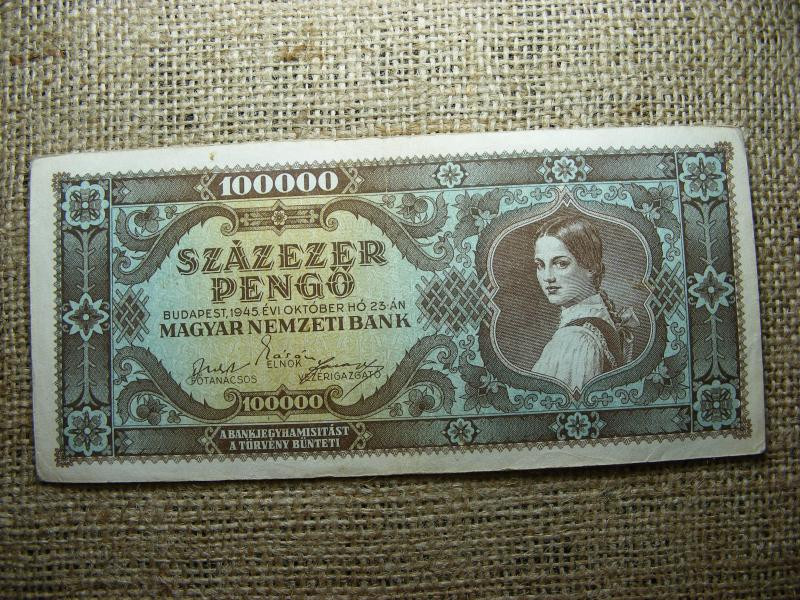 100000
SZÁZEZER
PENGŐ
BUDAPEST, 1945. ÉVI OKTÓBER HÓ 23-ÁN
MAGYAR NEMZETI BANK
ELNÖK
FŐTANÁCSOS VEZÉRIGAZGATÓ
100000
A BANKJEGYHAMISÍTÁST
A TÖRVÉNY BÜNTETI